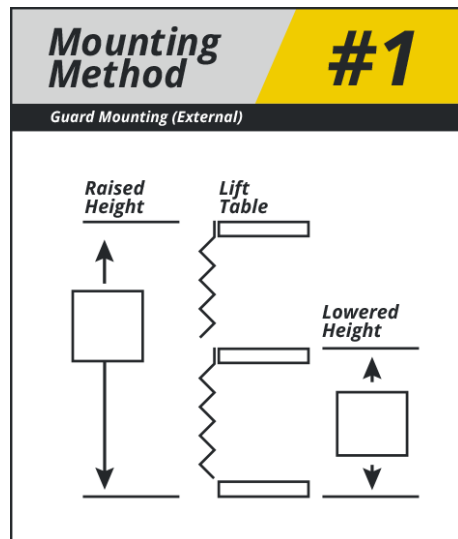 Mounting
Method
#1
Guard Mounting (External)
Raised
Height
Lift
Table
Lowered
Height